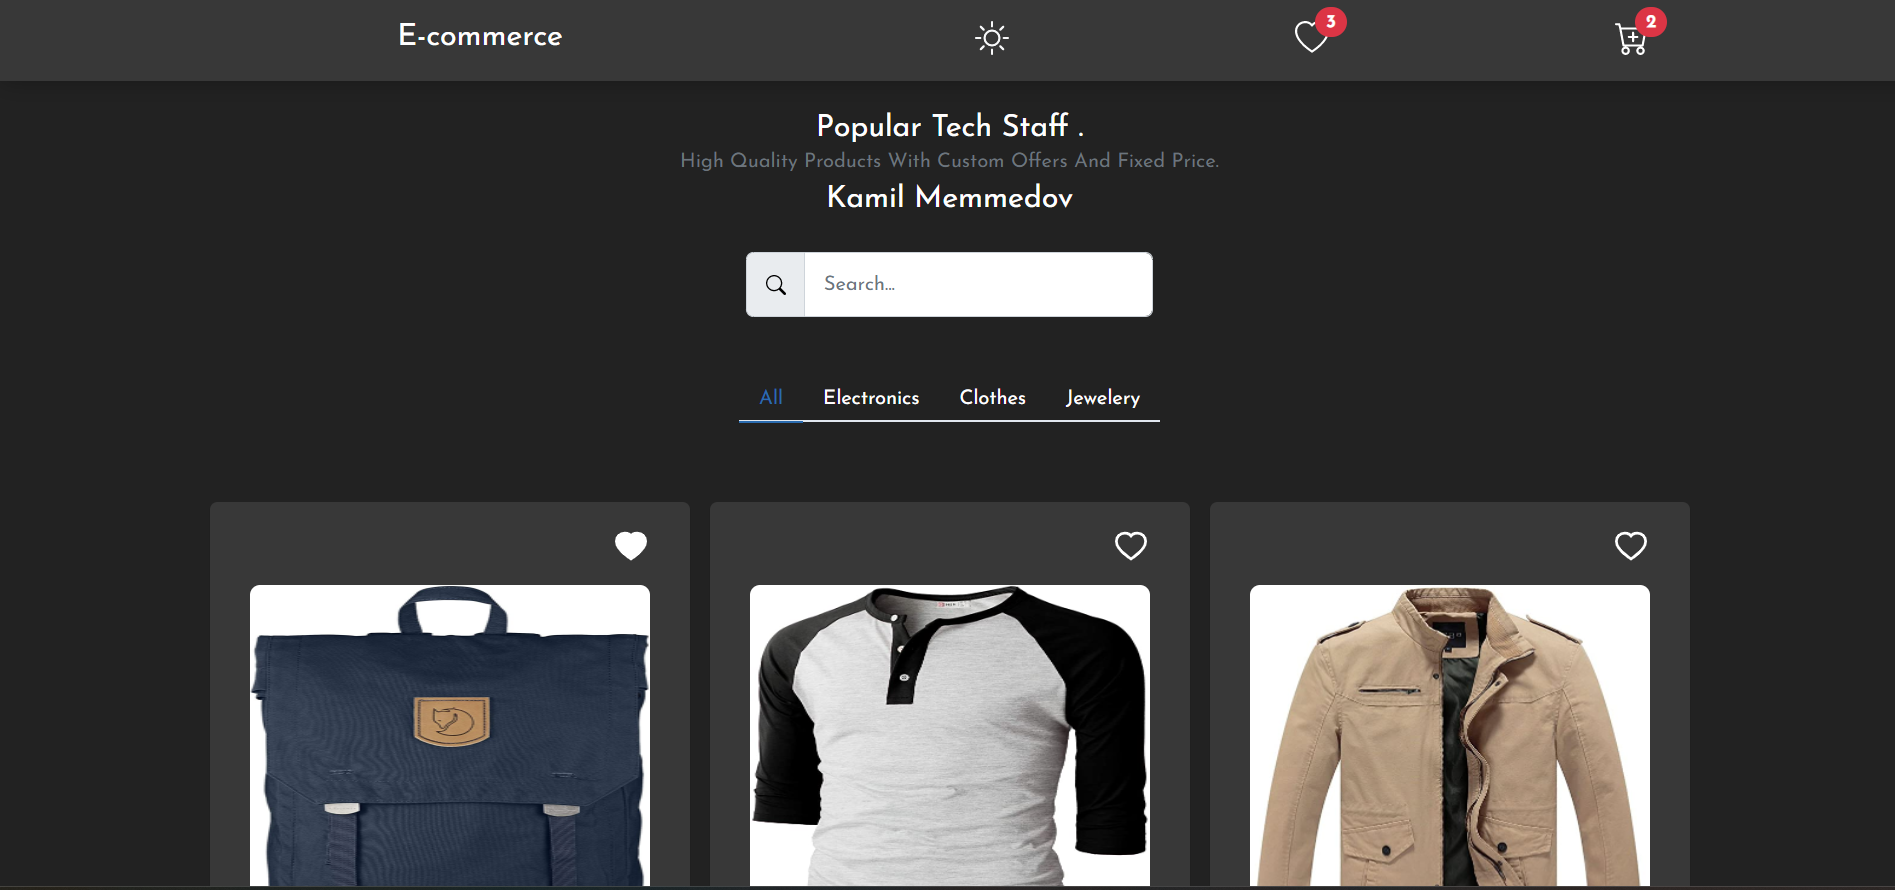 E-commerce
3
2
Popular Tech Staff .
High Quality Products With Custom Offers And Fixed Price.
Kamil Memmedov
Search...
All Electronics Clothes Jewelery